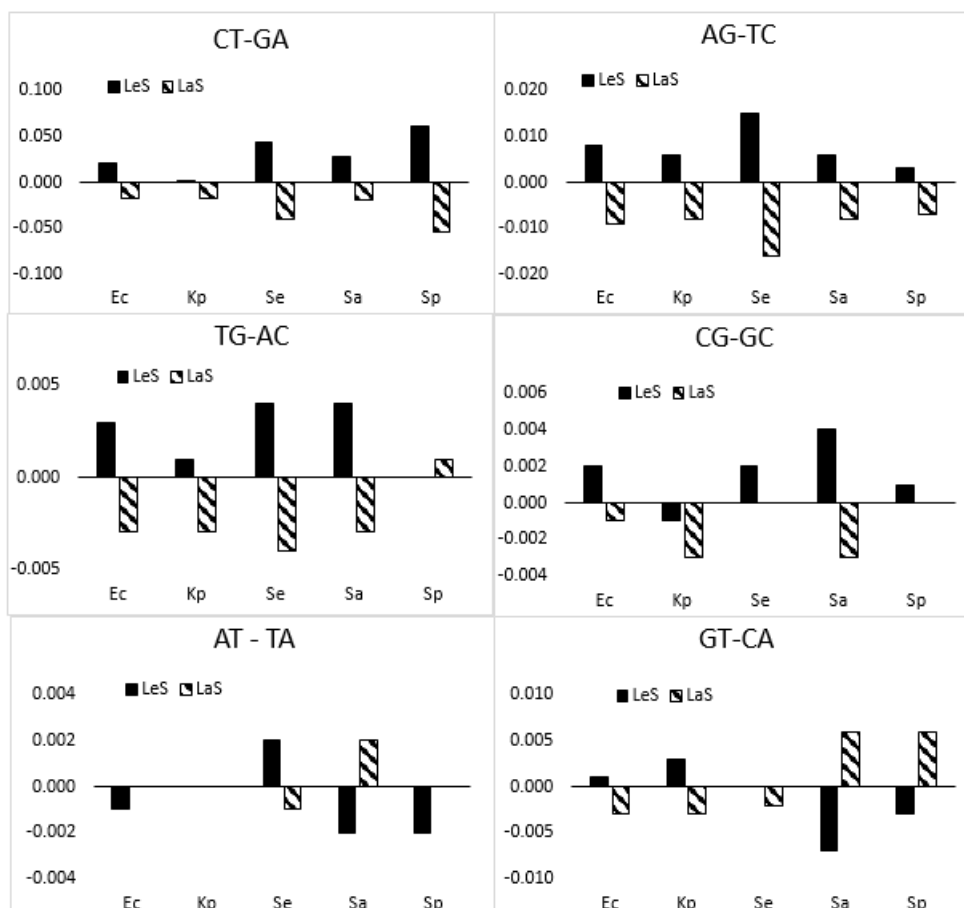 CT-GA
LeS LaS
0.100
0.050
0.000
-0.050
-0.100
Ec Kp Se Sa Sp
AG-TC
LeS LaS
0.020
0.010
0.000
-0.010
-0.020
Ec Kp Se Sa Sp
TG-AC
LeS LaS
0.005
0.000
-0.005
Ec Kp Se Sa Sp
CG-GC
LeS LaS
0.006
0.004
0.002
0.000
-0.002
-0.004
Ec Kp Se Sa Sp
AT - TA
LeS LaS
0.004
0.002
0.000
-0.002
-0.004
Ec Kp Se Sa Sp
GT-CA
LeS LaS
0.010
0.005
0.000
-0.005
-0.010
Ec Kp Se Sa Sp